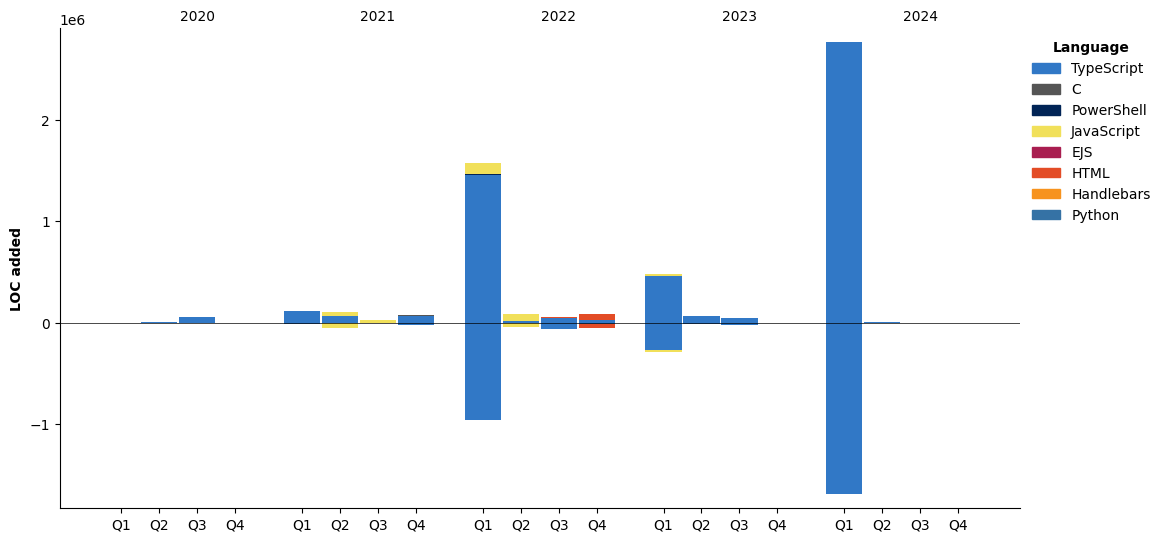 1e6
2020 2021 2022 2023 2024
Language
TypeScript
C
PowerShell
JavaScript
EJS
HTML
Handlebars
Python
LOC added
2
1
0
−1
Q1 Q2 Q3 Q4 Q1 Q2 Q3 Q4 Q1 Q2 Q3 Q4 Q1 Q2 Q3 Q4 Q1 Q2 Q3 Q4